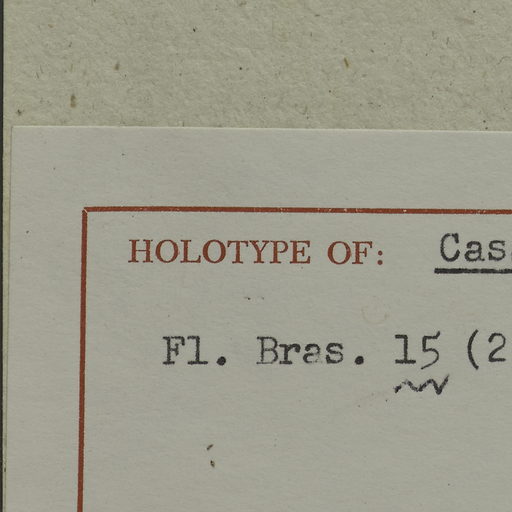 HOLOTYPE OF: Cas
Fl. Bras. 15 (2